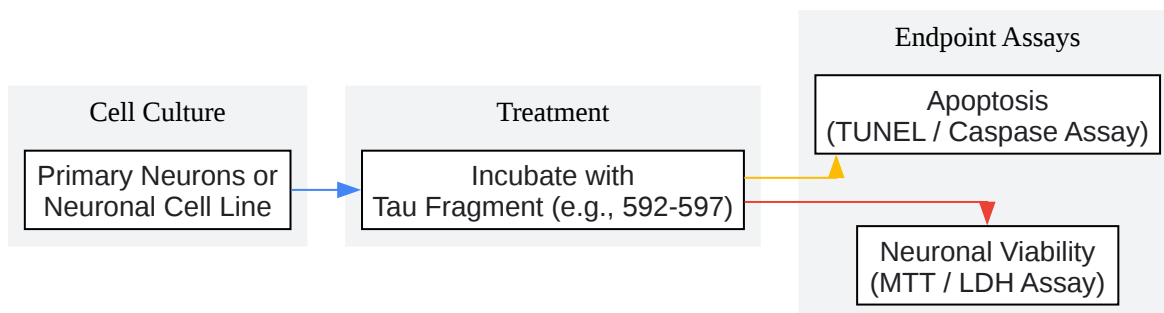 Cell Culture
Primary Neurons or
Neuronal Cell Line
Treatment
Incubate with
Tau Fragment (e.g., 592-597)
Endpoint Assays
Apoptosis
(TUNEL / Caspase Assay)
Neuronal Viability
(MTT / LDH Assay)